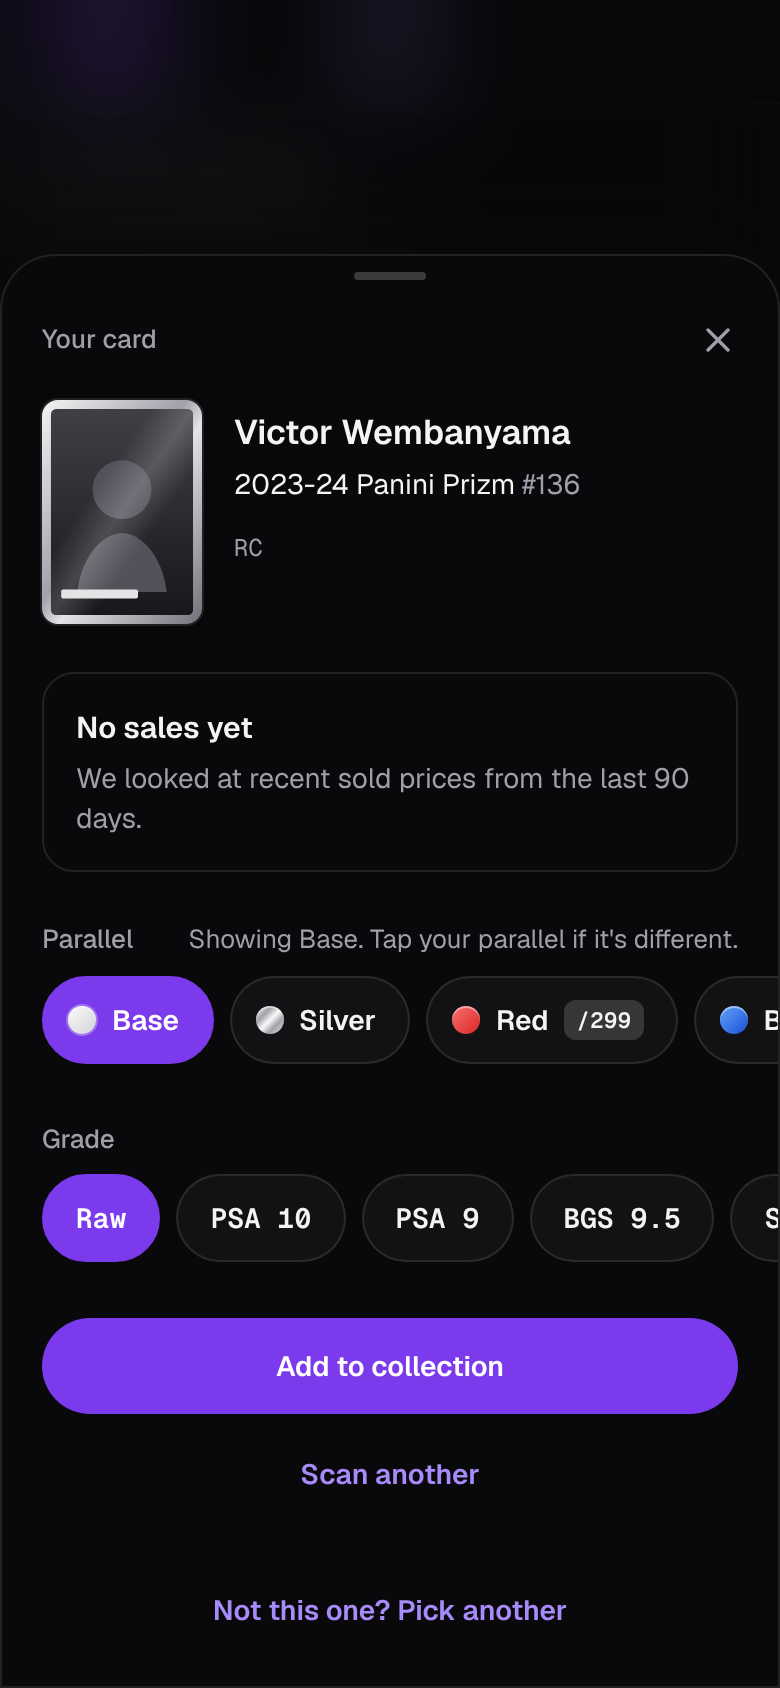 Your card
Victor Wembanyama
2023-24 Panini Prizm #136
RC
No sales yet
We looked at recent sold prices from the last 90
days.
Parallel Showing Base. Tap your parallel if it's different.
Base Silver Red /299 B
Grade
Raw PSA 10 PSA 9 BGS 9.5 S
Add to collection
Scan another
Not this one? Pick another